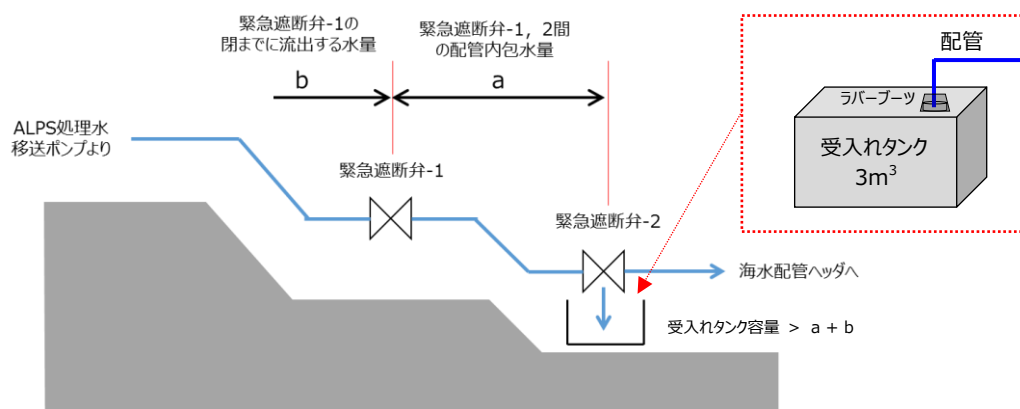 緊急遮断弁-1の
閉までに流出する水量
b
緊急遮断弁-1，2間
の配管内包水量
a
ALPS処理水
移送ポンプより
緊急遮断弁-1
緊急遮断弁-2
海水配管ヘッダへ
受入れタンク容量 > a + b
配管
ラバーブーツ
受入れタンク
3m³